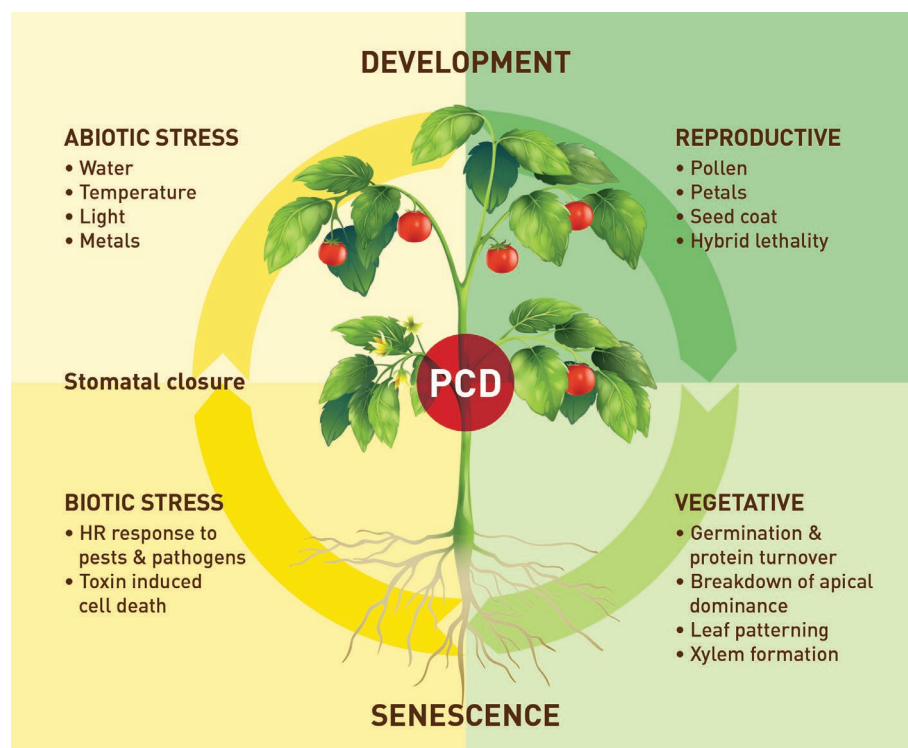 DEVELOPMENT
ABIOTIC STRESS
• Water
• Temperature
• Light
• Metals
REPRODUCTIVE
• Pollen
• Petals
• Seed coat
• Hybrid lethality
PCD
Stomatal closure
BIOTIC STRESS
• HR response to
pests & pathogens
• Toxin induced
cell death
VEGETATIVE
• Germination &
protein turnover
• Breakdown of apical
dominance
• Leaf patterning
• Xylem formation
SENESCENCE